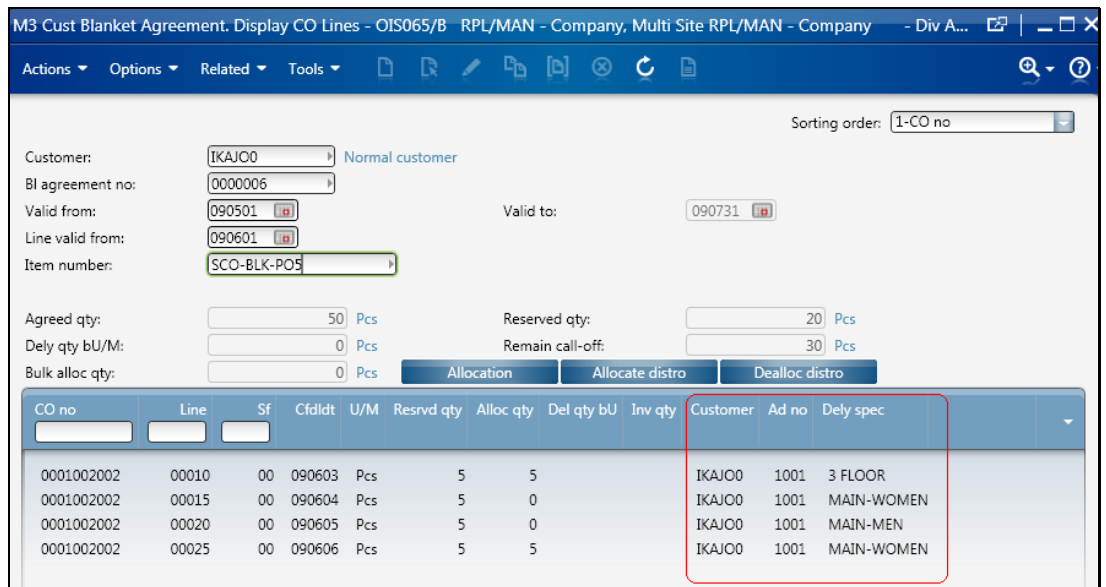 M3 Cust Blanket Agreement. Display CO Lines - OIS065/B RPL/MAN - Company, Multi Site RPL/MAN - Company - Div A...
Actions Options Related Tools
Sorting order: 1-CO no
Customer: IKAJO0 Normal customer
Bl agreement no: 0000006
Valid from: 090501 Valid to: 090731
Line valid from: 090601
Item number: SCO-BLK-PO5
Agreed qty: 50 Pcs Reserved qty: 20 Pcs
Dely qty bU/M: 0 Pcs Remain call-off: 30 Pcs
Bulk alloc qty: 0 Pcs Allocation Allocate distro Dealloc distro
CO no Line Sf Cfdldt U/M Resrvd qty Alloc qty Del qty bU Inv qty Customer Ad no Dely spec
0001002002 00010 00 090603 Pcs 5 5 IKAJO0 1001 3 FLOOR
0001002002 00015 00 090604 Pcs 5 0 IKAJO0 1001 MAIN-WOMEN
0001002002 00020 00 090605 Pcs 5 0 IKAJO0 1001 MAIN-MEN
0001002002 00025 00 090606 Pcs 5 5 IKAJO0 1001 MAIN-WOMEN